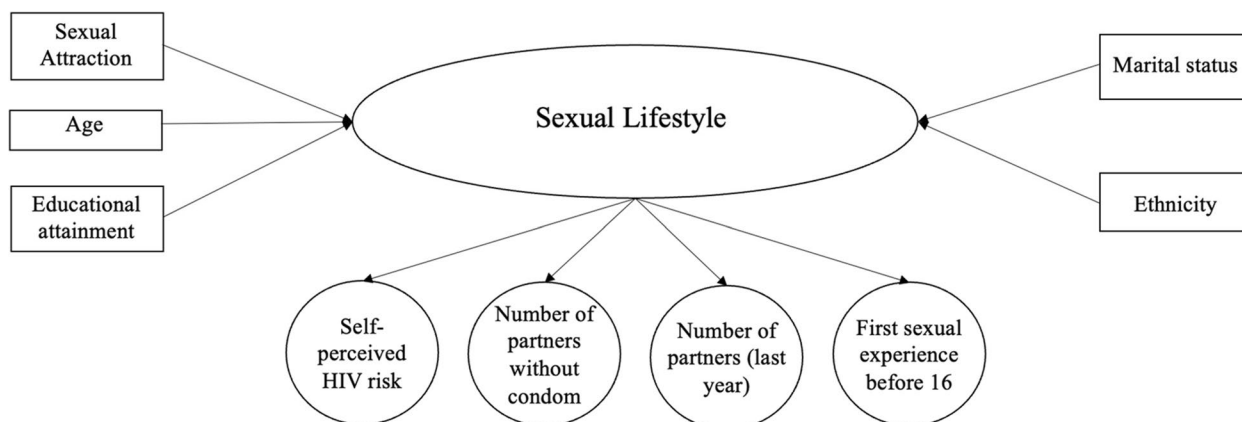 Sexual
Attraction
Age
Educational
attainment
Sexual Lifestyle
Marital status
Ethnicity
Self-
perceived
HIV risk
Number of
partners
without
condom
Number of
partners (last
year)
First sexual
experience
before 16